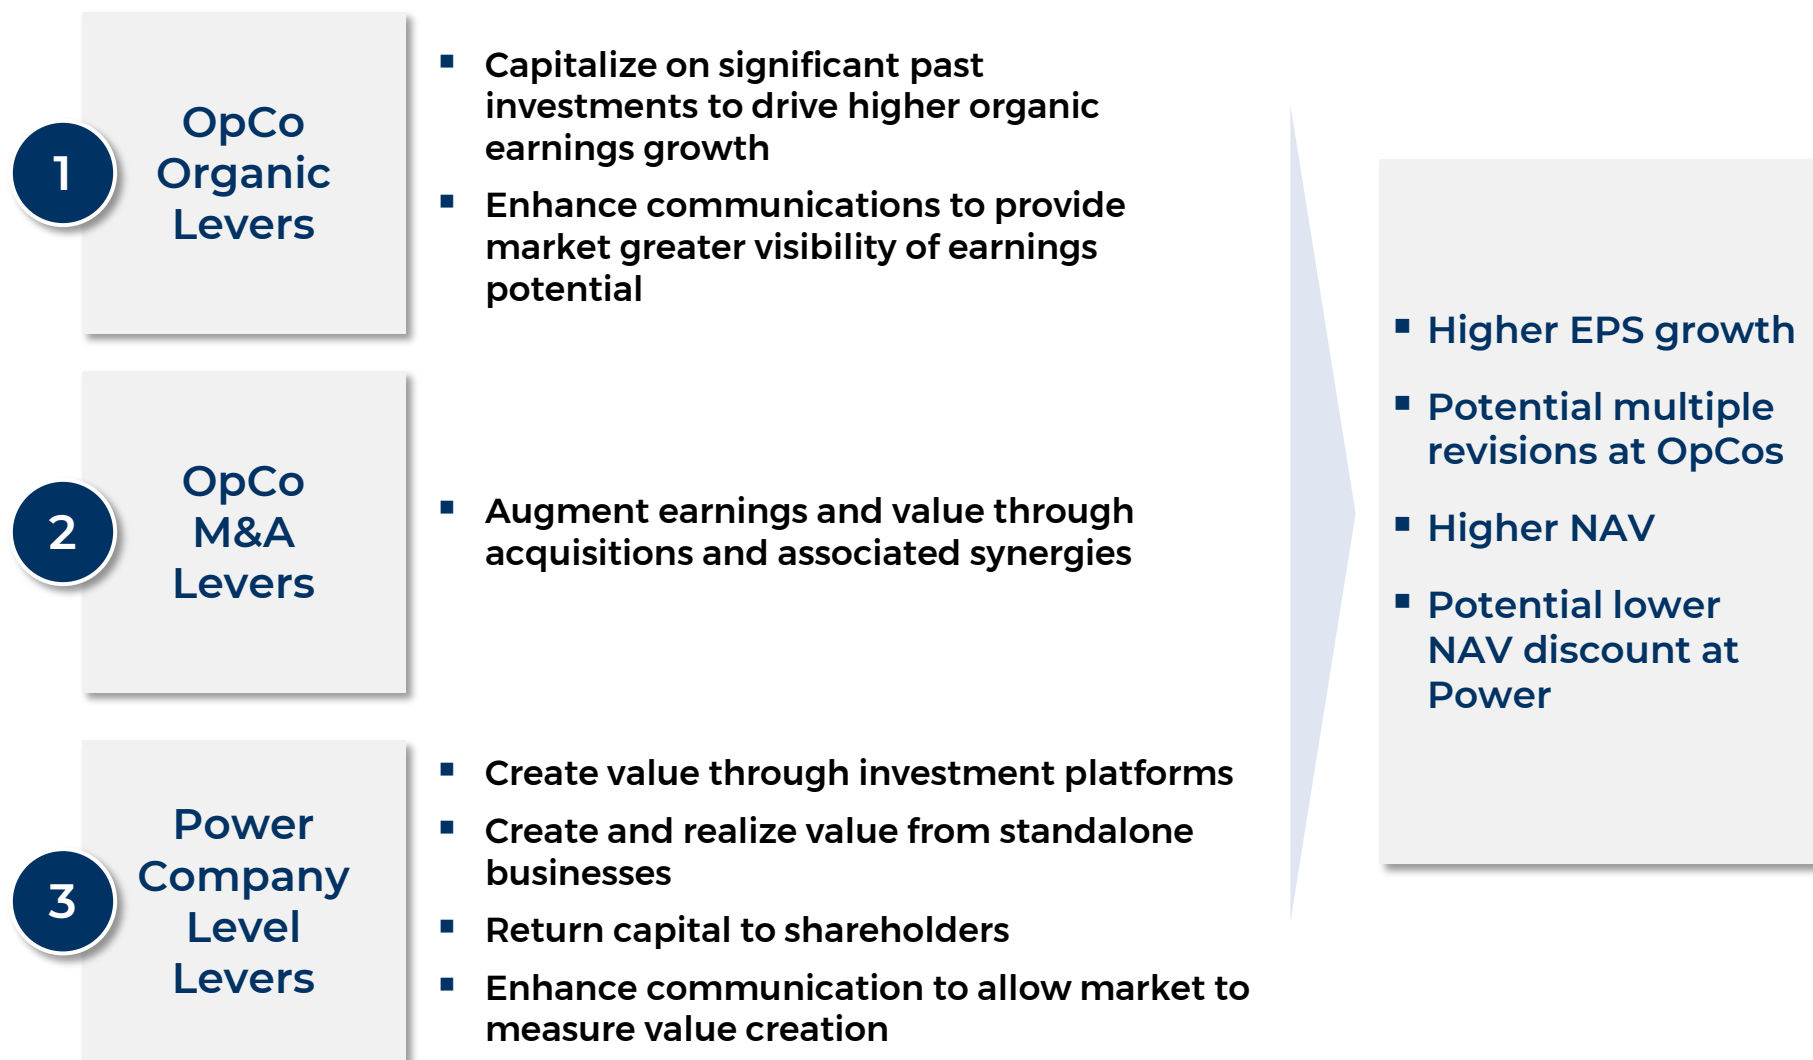 1
OpCo
Organic
Levers
▪ Capitalize on significant past
investments to drive higher organic
earnings growth
▪ Enhance communications to provide
market greater visibility of earnings
potential
2
OpCo
M&A
Levers
▪ Augment earnings and value through
acquisitions and associated synergies
3
Power
Company
Level
Levers
▪ Create value through investment platforms
▪ Create and realize value from standalone
businesses
▪ Return capital to shareholders
▪ Enhance communication to allow market to
measure value creation
▪ Higher EPS growth
▪ Potential multiple
revisions at OpCos
▪ Higher NAV
▪ Potential lower
NAV discount at
Power